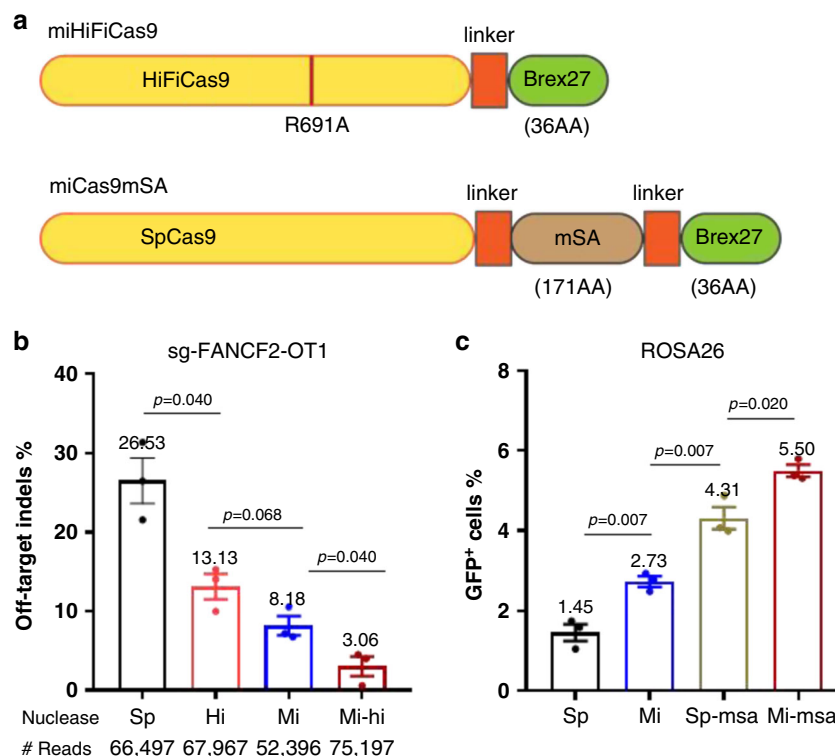 a
miHiFiCas9
linker
HiFiCas9
Brex27
R691A
(36AA)
miCas9mSA
linker
linker
SpCas9
mSA
Brex27
(171AA)
(36AA)
b
sg-FANCF2-OT1
40
30
20
10
0
Off-target indels %
p=0.040
26.53
p=0.068
13.13
p=0.040
8.18
3.06
Nuclease Sp Hi Mi Mi-hi
# Reads 66,497 67,967 52,396 75,197
c
ROSA26
8
6
4
2
0
GFP+ cells %
p=0.020
5.50
p=0.007
4.31
p=0.007
2.73
1.45
Sp Mi Sp-msa Mi-msa